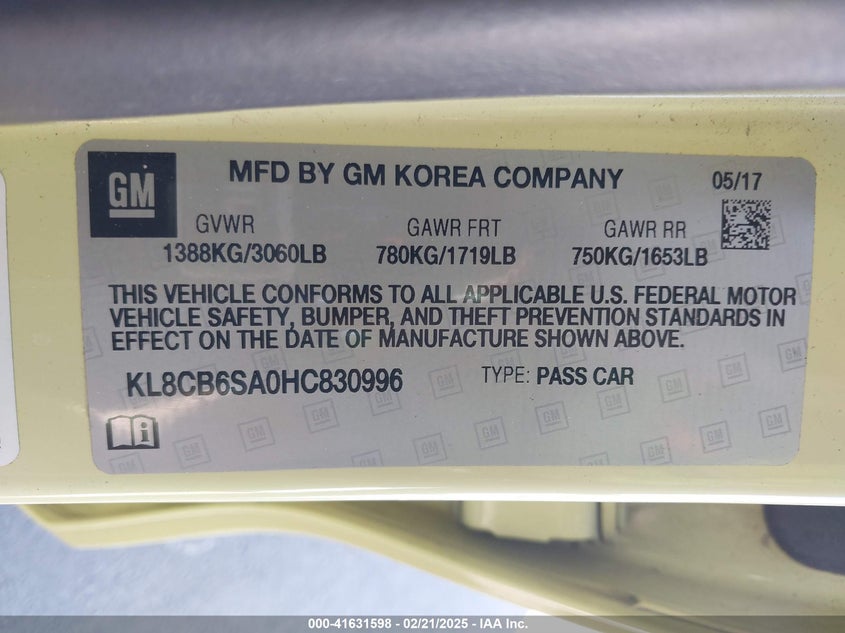 GM
MFD BY GM KOREA COMPANY 05/17
GVWR GAWR FRT GAWR RR
1388KG/3060LB 780KG/1719LB 750KG/1653LB
THIS VEHICLE CONFORMS TO ALL APPLICABLE U.S. FEDERAL MOTOR
VEHICLE SAFETY, BUMPER, AND THEFT PREVENTION STANDARDS IN
EFFECT ON THE DATE OF MANUFACTURE SHOWN ABOVE.
KL8CB6SA0HC830996 TYPE: PASS CAR
000-41631598 - 02/21/2025 - IAA Inc.